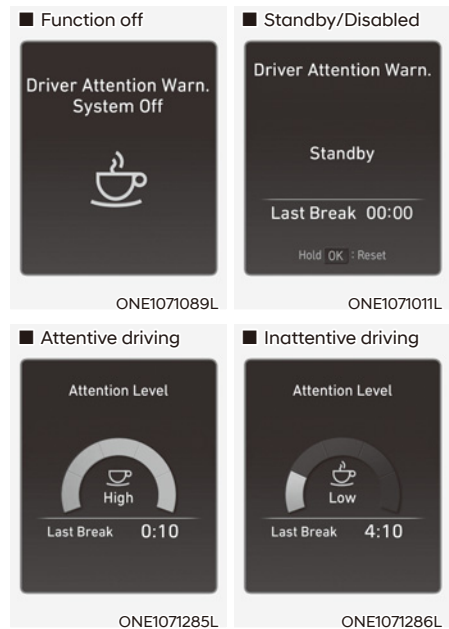 ■ Function off
Driver Attention Warn.
System Off
ONE1071089L
■ Standby/Disabled
Driver Attention Warn.
Standby
Last Break 00:00
Hold OK : Reset
ONE1071011L
■ Attentive driving
Attention Level
High
Last Break 0:10
ONE1071285L
■ Inattentive driving
Attention Level
Low
Last Break 4:10
ONE1071286L